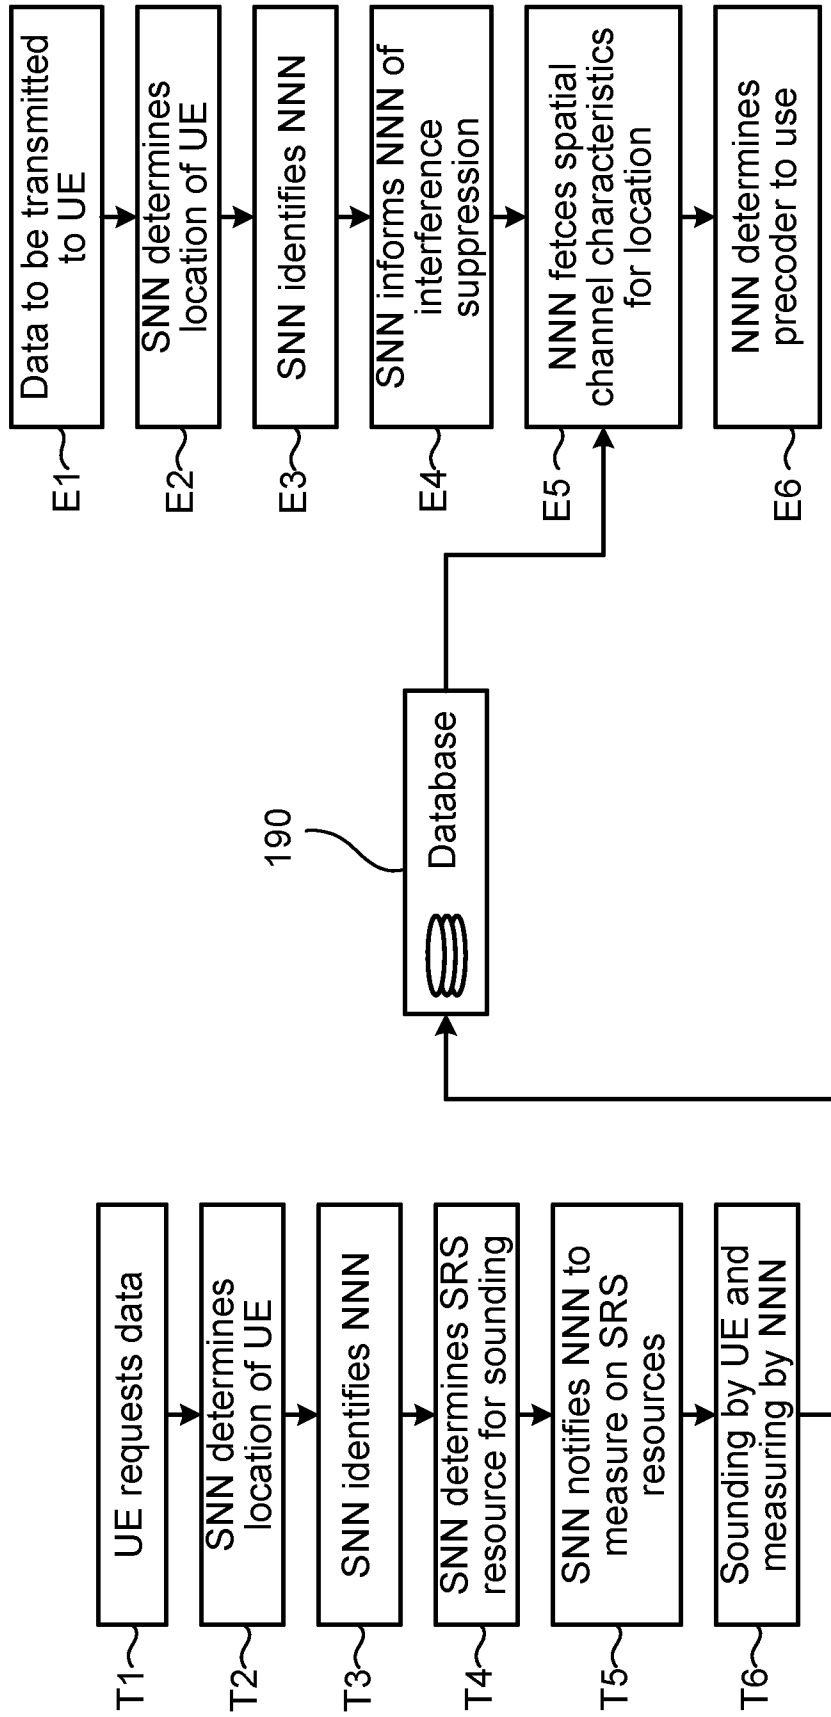 T1
UE requests data
T2
SNN determines
location of UE
T3
SNN identifies NNN
T4
SNN determines SRS
resource for sounding
T5
SNN notifies NNN to
measure on SRS
resources
T6
Sounding by UE and
measuring by NNN
190
Database
E1
Data to be transmitted
to UE
E2
SNN determines
location of UE
E3
SNN identifies NNN
E4
SNN informs NNN of
interference
suppression
E5
NNN fetces spatial
channel characteristics
for location
E6
NNN determines
precoder to use